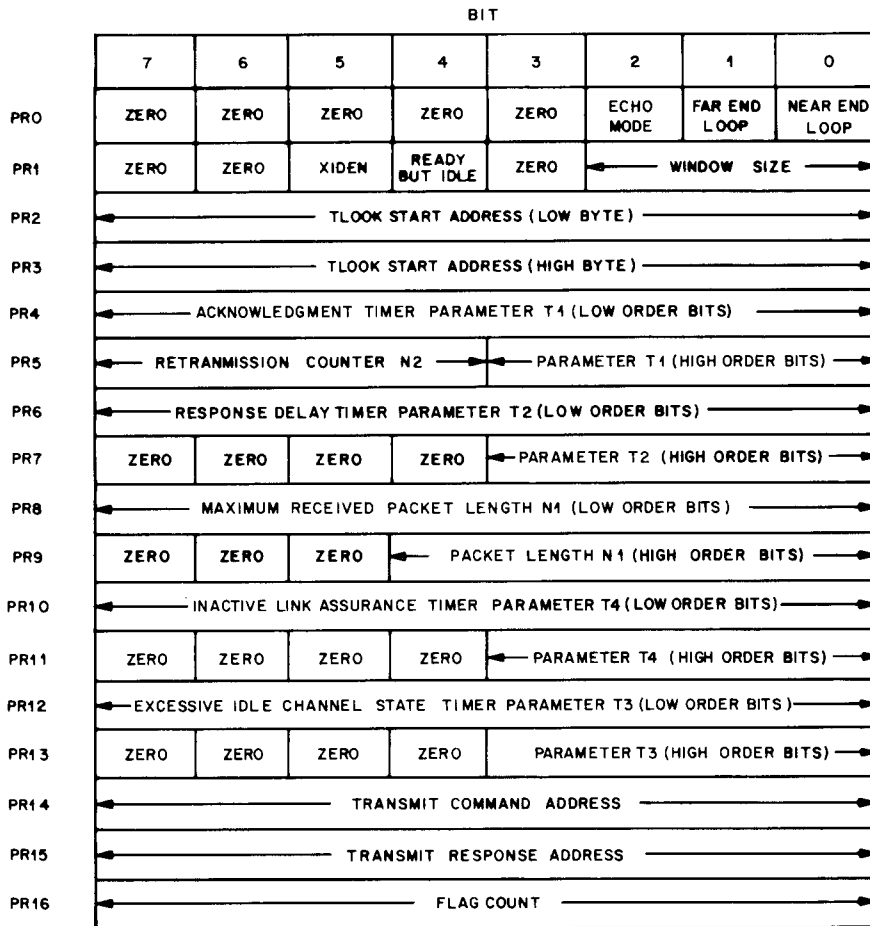 BIT
7 6 5 4 3 2 1 0
PR0 ZERO ZERO ZERO ZERO ZERO ECHO MODE FAR END LOOP NEAR END LOOP
PR1 ZERO ZERO XIDEN READY BUT IDLE ZERO WINDOW SIZE
PR2 TLOOK START ADDRESS (LOW BYTE)
PR3 TLOOK START ADDRESS (HIGH BYTE)
PR4 ACKNOWLEDGMENT TIMER PARAMETER T1 (LOW ORDER BITS)
PR5 RETRANMISSION COUNTER N2 PARAMETER T1 (HIGH ORDER BITS)
PR6 RESPONSE DELAY TIMER PARAMETER T2 (LOW ORDER BITS)
PR7 ZERO ZERO ZERO ZERO PARAMETER T2 (HIGH ORDER BITS)
PR8 MAXIMUM RECEIVED PACKET LENGTH N1 (LOW ORDER BITS)
PR9 ZERO ZERO ZERO PACKET LENGTH N1 (HIGH ORDER BITS)
PR10 INACTIVE LINK ASSURANCE TIMER PARAMETER T4 (LOW ORDER BITS)
PR11 ZERO ZERO ZERO ZERO PARAMETER T4 (HIGH ORDER BITS)
PR12 EXCESSIVE IDLE CHANNEL STATE TIMER PARAMETER T3 (LOW ORDER BITS)
PR13 ZERO ZERO ZERO ZERO PARAMETER T3 (HIGH ORDER BITS)
PR14 TRANSMIT COMMAND ADDRESS
PR15 TRANSMIT RESPONSE ADDRESS
PR16 FLAG COUNT